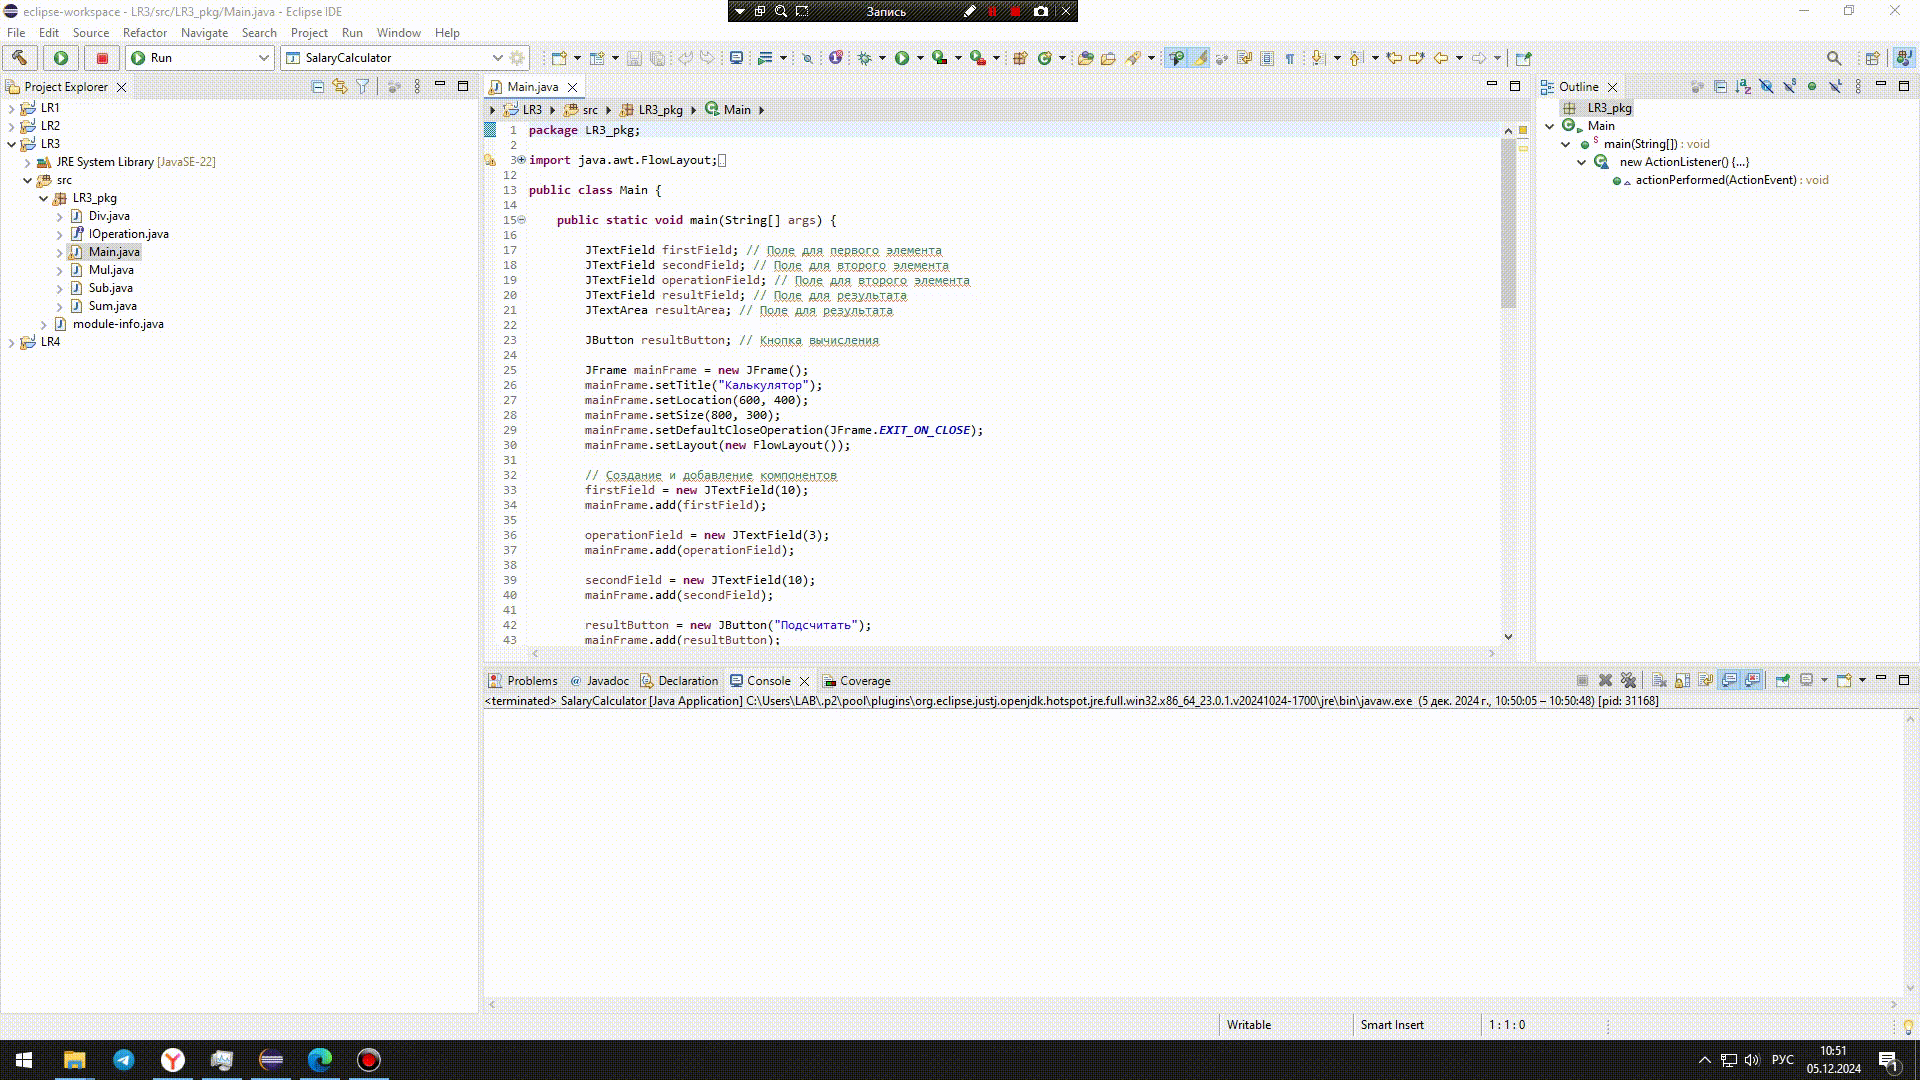 eclipse-workspace - LR3/src/LR3_pkg/Main.java - Eclipse IDE
Запись
File Edit Source Refactor Navigate Search Project Run Window Help
Run
SalaryCalculator
Project Explorer
LR1
LR2
LR3
JRE System Library [JavaSE-22]
src
LR3_pkg
Div.java
IOperation.java
Main.java
Mul.java
Sub.java
Sum.java
module-info.java
LR4
Main.java
LR3 src LR3_pkg Main
1 package LR3_pkg;
2
3 import java.awt.FlowLayout;
12
13 public class Main {
14
15 public static void main(String[] args) {
16
17 JTextField firstField; // Поле для первого элемента
18 JTextField secondField; // Поле для второго элемента
19 JTextField operationField; // Поле для второго элемента
20 JTextField resultField; // Поле для результата
21 JTextArea resultArea; // Поле для результата
22
23 JButton resultButton; // Кнопка вычисления
24
25 JFrame mainFrame = new JFrame();
26 mainFrame.setTitle("Калькулятор");
27 mainFrame.setLocation(600, 400);
28 mainFrame.setSize(800, 300);
29 mainFrame.setDefaultCloseOperation(JFrame.EXIT_ON_CLOSE);
30 mainFrame.setLayout(new FlowLayout());
31
32 // Создание и добавление компонентов
33 firstField = new JTextField(10);
34 mainFrame.add(firstField);
35
36 operationField = new JTextField(3);
37 mainFrame.add(operationField);
38
39 secondField = new JTextField(10);
40 mainFrame.add(secondField);
41
42 resultButton = new JButton("Подсчитать");
43 mainFrame.add(resultButton);
Outline
LR3_pkg
Main
main(String[]) : void
new ActionListener() {...}
actionPerformed(ActionEvent) : void
Problems Javadoc Declaration Console Coverage
<terminated> SalaryCalculator [Java Application] C:\Users\LAB\.p2\pool\plugins\org.eclipse.justj.openjdk.hotspot.jre.full.win32.x86_64_23.0.1.v20241024-1700\jre\bin\javaw.exe (5 дек. 2024 г., 10:50:05 – 10:50:48) [pid: 31168]
Writable Smart Insert 1 : 1 : 0
РУС
10:51
05.12.2024
1